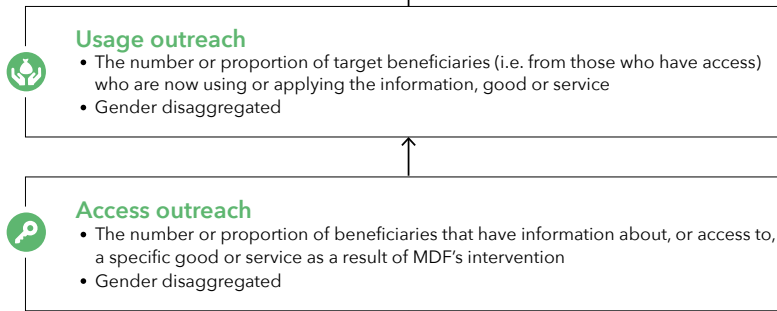 Usage outreach
• The number or proportion of target beneficiaries (i.e. from those who have access)
who are now using or applying the information, good or service
• Gender disaggregated
Access outreach
• The number or proportion of beneficiaries that have information about, or access to,
a specific good or service as a result of MDF’s intervention
• Gender disaggregated